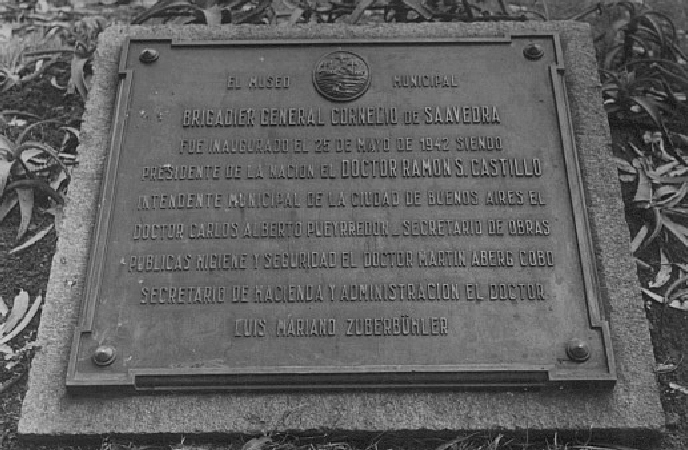 EL MUSEO MUNICIPAL
BRIGADIER GENERAL CORNELIO DE SAAVEDRA
FUE INAUGURADO EL 25 DE MAYO DE 1942 SIENDO
PRESIDENTE DE LA NACION EL DOCTOR RAMON S. CASTILLO
INTENDENTE MUNICIPAL DE LA CIUDAD DE BUENOS AIRES EL
DOCTOR CARLOS ALBERTO PUEYRREDON _ SECRETARIO DE OBRAS
PUBLICAS HIGIENE Y SEGURIDAD EL DOCTOR MARTIN ABERG COBO
SECRETARIO DE HACIENDA Y ADMINISTRACION EL DOCTOR
LUIS MARIANO ZUBERBÜHLER